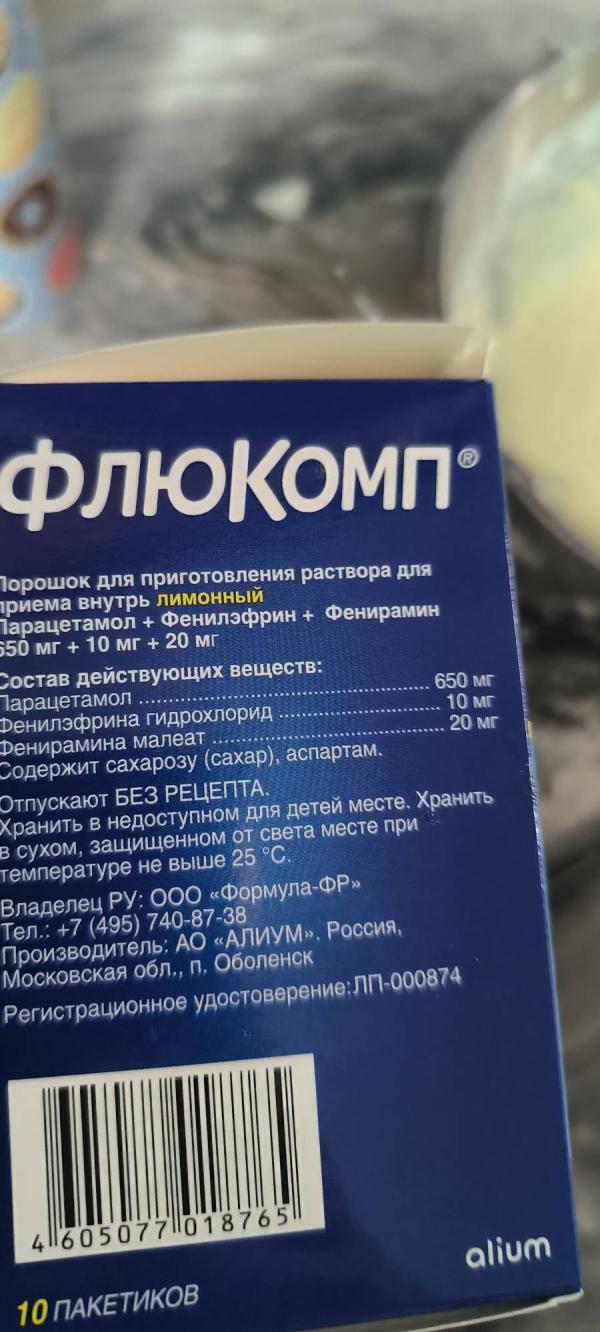 ФЛЮКОМП®
Порошок для приготовления раствора для
приема внутрь лимонный
Парацетамол + Фенилэфрин + Фенирамин
650 мг + 10 мг + 20 мг
Состав действующих веществ:
Парацетамол ........................ 650 мг
Фенилэфрина гидрохлорид ........................ 10 мг
Фенирамина малеат ........................ 20 мг
Содержит сахарозу (сахар), аспартам.
Отпускают БЕЗ РЕЦЕПТА.
Хранить в недоступном для детей месте. Хранить
в сухом, защищенном от света месте при
температуре не выше 25 °С.
Владелец РУ: ООО «Формула-ФР»
Тел.: +7 (495) 740-87-38
Производитель: АО «АЛИУМ». Россия,
Московская обл., п. Оболенск
Регистрационное удостоверение:ЛП-000874
4 605077 018765
alium
10 ПАКЕТИКОВ